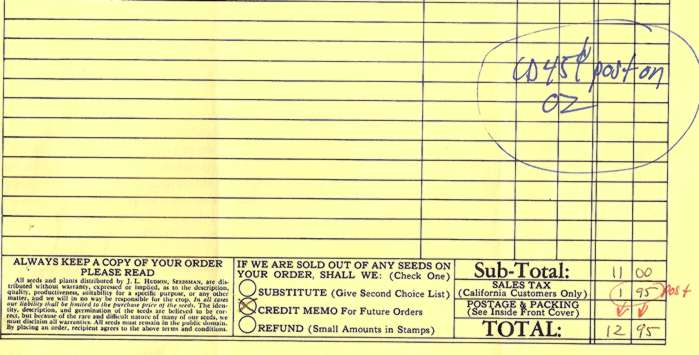 CD 45¢ post on
OZ
ALWAYS KEEP A COPY OF YOUR ORDER
PLEASE READ
All seeds and plants distributed by J. L. HUDSON, SEEDSMAN, are dis-
tributed without warranty, expressed or implied, as to the description,
quality, productiveness, suitability for a specific purpose, or any other
matter, and we will in no way be responsible for the crop. In all cases
our liability shall be limited to the purchase price of the seeds. The iden-
tity, description, and germination of the seeds are believed to be cor-
rect, but because of the rare and difficult nature of many of our seeds, we
must disclaim all warranties. All seeds must remain in the public domain.
By placing an order, recipient agrees to the above terms and conditions.
IF WE ARE SOLD OUT OF ANY SEEDS ON
YOUR ORDER, SHALL WE: (Check One)
SUBSTITUTE (Give Second Choice List)
CREDIT MEMO For Future Orders
REFUND (Small Amounts in Stamps)
Sub-Total: 11 00
SALES TAX
(California Customers Only) 1 95 post
POSTAGE & PACKING
(See Inside Front Cover)
TOTAL: 12 95